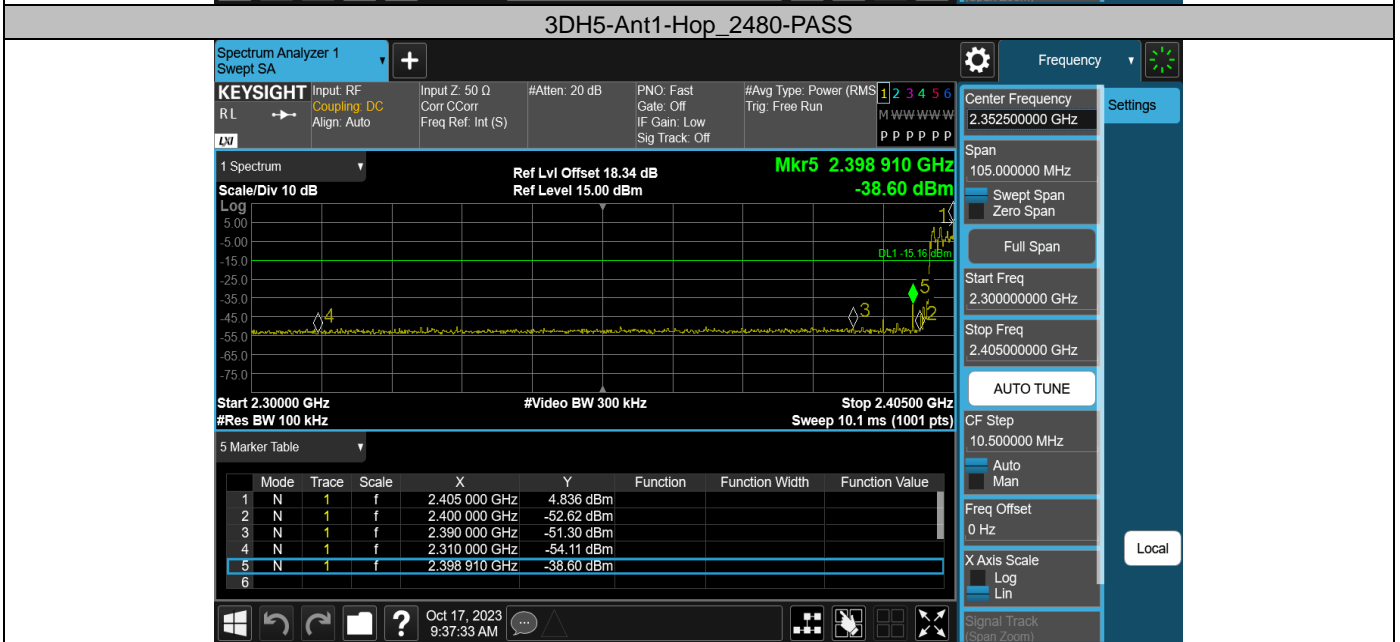 3DH5-Ant1-Hop_2480-PASS
Spectrum Analyzer 1
Swept SA
Frequency
KEYSIGHT
RL
LXI
Input: RF
Coupling: DC
Align: Auto
Input Z: 50 Ω
Corr CCorr
Freq Ref: Int (S)
#Atten: 20 dB
PNO: Fast
Gate: Off
IF Gain: Low
Sig Track: Off
#Avg Type: Power (RMS
Trig: Free Run
1 2 3 4 5 6
M W W W W W
P P P P P P
1 Spectrum
Scale/Div 10 dB
Log
Ref Lvl Offset 18.34 dB
Ref Level 15.00 dBm
Mkr5 2.398 910 GHz
-38.60 dBm
5.00
-5.00
-15.0
-25.0
-35.0
-45.0
-55.0
-65.0
-75.0
DL1 -15.16 dBm
1
5
2
3
4
Start 2.30000 GHz
#Video BW 300 kHz
Stop 2.40500 GHz
#Res BW 100 kHz
Sweep 10.1 ms (1001 pts)
5 Marker Table
Mode Trace Scale X Y Function Function Width Function Value
1 N 1 f 2.405 000 GHz 4.836 dBm
2 N 1 f 2.400 000 GHz -52.62 dBm
3 N 1 f 2.390 000 GHz -51.30 dBm
4 N 1 f 2.310 000 GHz -54.11 dBm
5 N 1 f 2.398 910 GHz -38.60 dBm
6
Oct 17, 2023
9:37:33 AM
Center Frequency
2.352500000 GHz
Span
105.000000 MHz
Swept Span
Zero Span
Full Span
Start Freq
2.300000000 GHz
Stop Freq
2.405000000 GHz
AUTO TUNE
CF Step
10.500000 MHz
Auto
Man
Freq Offset
0 Hz
X Axis Scale
Log
Lin
Signal Track
(Span Zoom)
Settings
Local